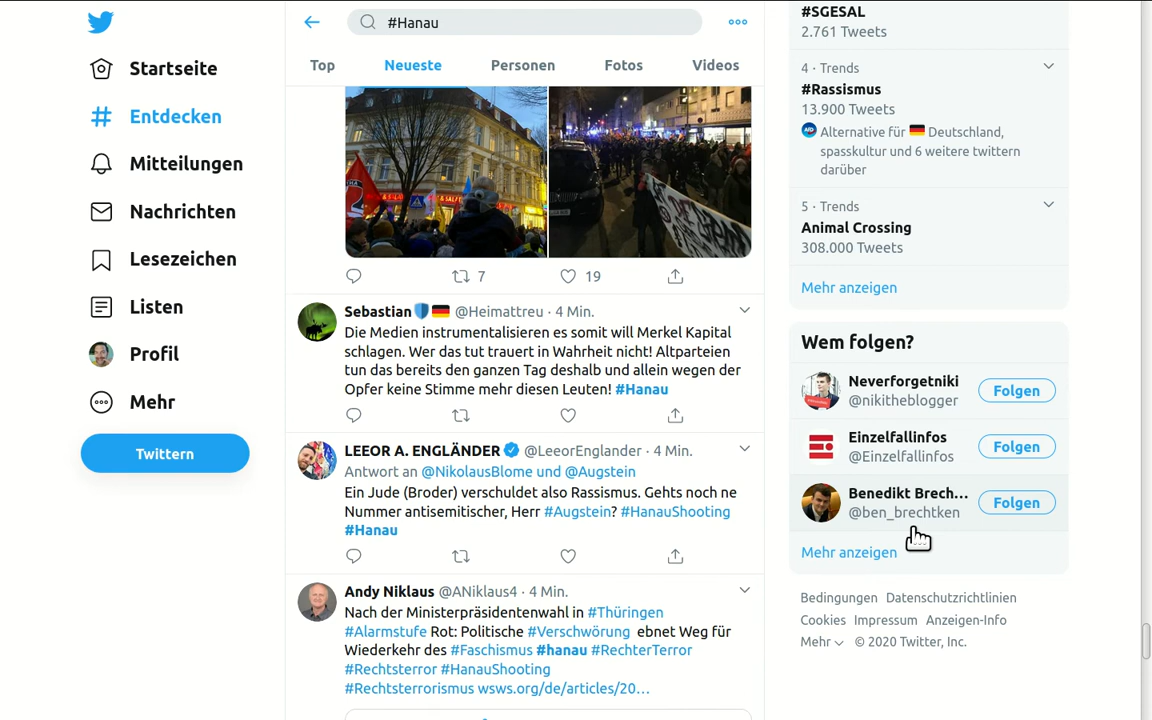 Startseite
Entdecken
Mitteilungen
Nachrichten
Lesezeichen
Listen
Profil
Mehr
Twittern
#Hanau
Top
Neueste
Personen
Fotos
Videos
7
19
Sebastian @Heimattreu · 4 Min.
Die Medien instrumentalisieren es somit will Merkel Kapital
schlagen. Wer das tut trauert in Wahrheit nicht! Altparteien
tun das bereits den ganzen Tag deshalb und allein wegen der
Opfer keine Stimme mehr diesen Leuten! #Hanau
LEEOR A. ENGLÄNDER @LeeorEnglander · 4 Min.
Antwort an @NikolausBlome und @Augstein
Ein Jude (Broder) verschuldet also Rassismus. Gehts noch ne
Nummer antisemitischer, Herr #Augstein? #HanauShooting
#Hanau
Andy Niklaus @ANiklaus4 · 4 Min.
Nach der Ministerpräsidentenwahl in #Thüringen
#Alarmstufe Rot: Politische #Verschwörung ebnet Weg für
Wiederkehr des #Faschismus #hanau #RechterTerror
#Rechtsterror #HanauShooting
#Rechtsterrorismus wsws.org/de/articles/20…
#SGESAL
2.761 Tweets
4 · Trends
#Rassismus
13.900 Tweets
AfD Alternative für Deutschland,
spasskultur und 6 weitere twittern
darüber
5 · Trends
Animal Crossing
308.000 Tweets
Mehr anzeigen
Wem folgen?
Neverforgetniki
@nikitheblogger
Folgen
Einzelfallinfos
@Einzelfallinfos
Folgen
Benedikt Brech…
@ben_brechtken
Folgen
Mehr anzeigen
Bedingungen Datenschutzrichtlinien
Cookies Impressum Anzeigen-Info
Mehr © 2020 Twitter, Inc.